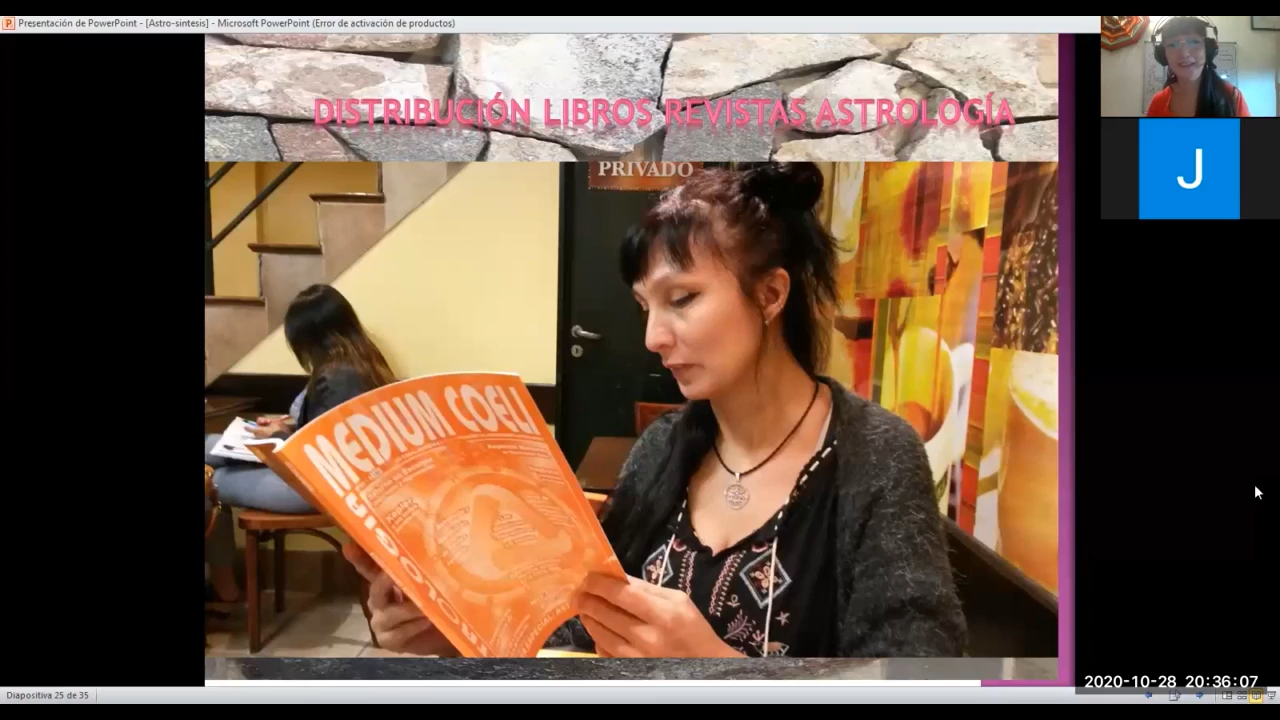 Presentación de PowerPoint - [Astro-sintesis] - Microsoft PowerPoint (Error de activación de productos)
DISTRIBUCIÓN LIBROS REVISTAS ASTROLOGÍA
PRIVADO
J
MEDIUM COELI
2020-10-28 20:36:07
Diapositiva 25 de 35